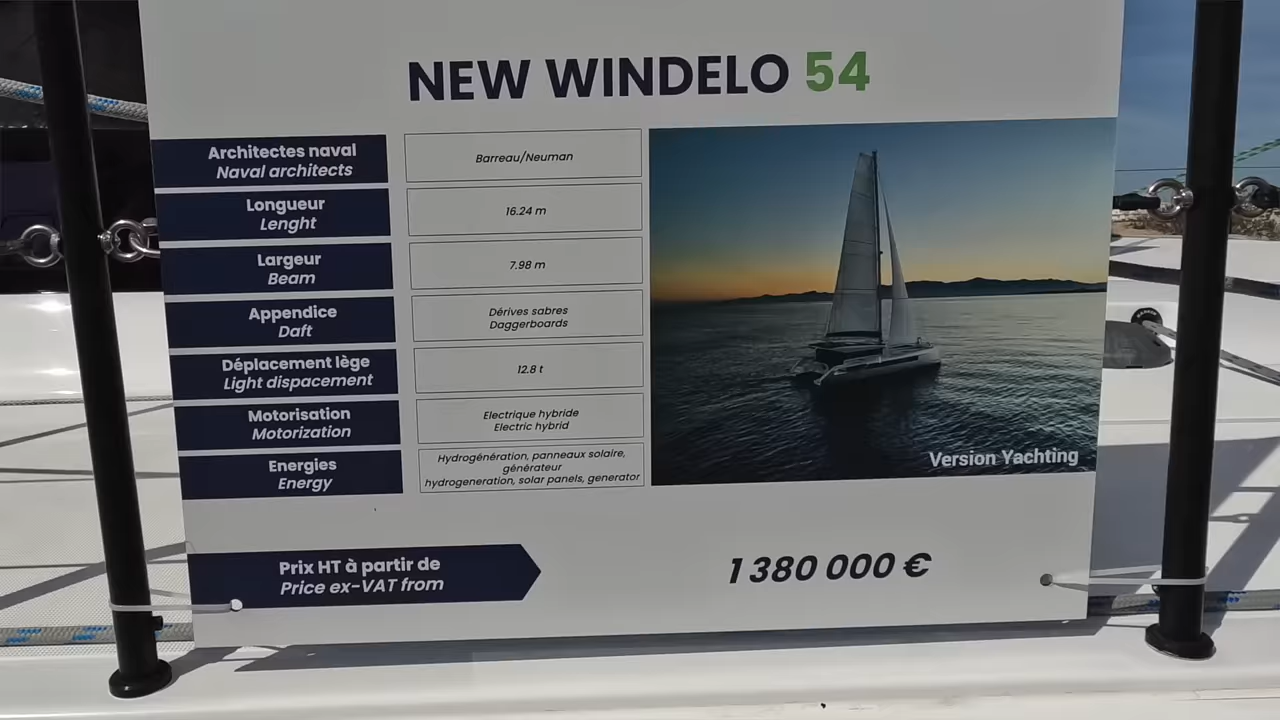 NEW WINDELO 54
Architectes naval
Naval architects
Barreau/Neuman
Longueur
Lenght
16.24 m
Largeur
Beam
7.98 m
Appendice
Daft
Dérives sabres
Daggerboards
Déplacement lège
Light dispacement
12.8 t
Motorisation
Motorization
Electrique hybride
Electric hybrid
Energies
Energy
Hydrogénération, panneaux solaire,
générateur
hydrogeneration, solar panels, generator
Version Yachting
Prix HT à partir de
Price ex-VAT from
1 380 000 €